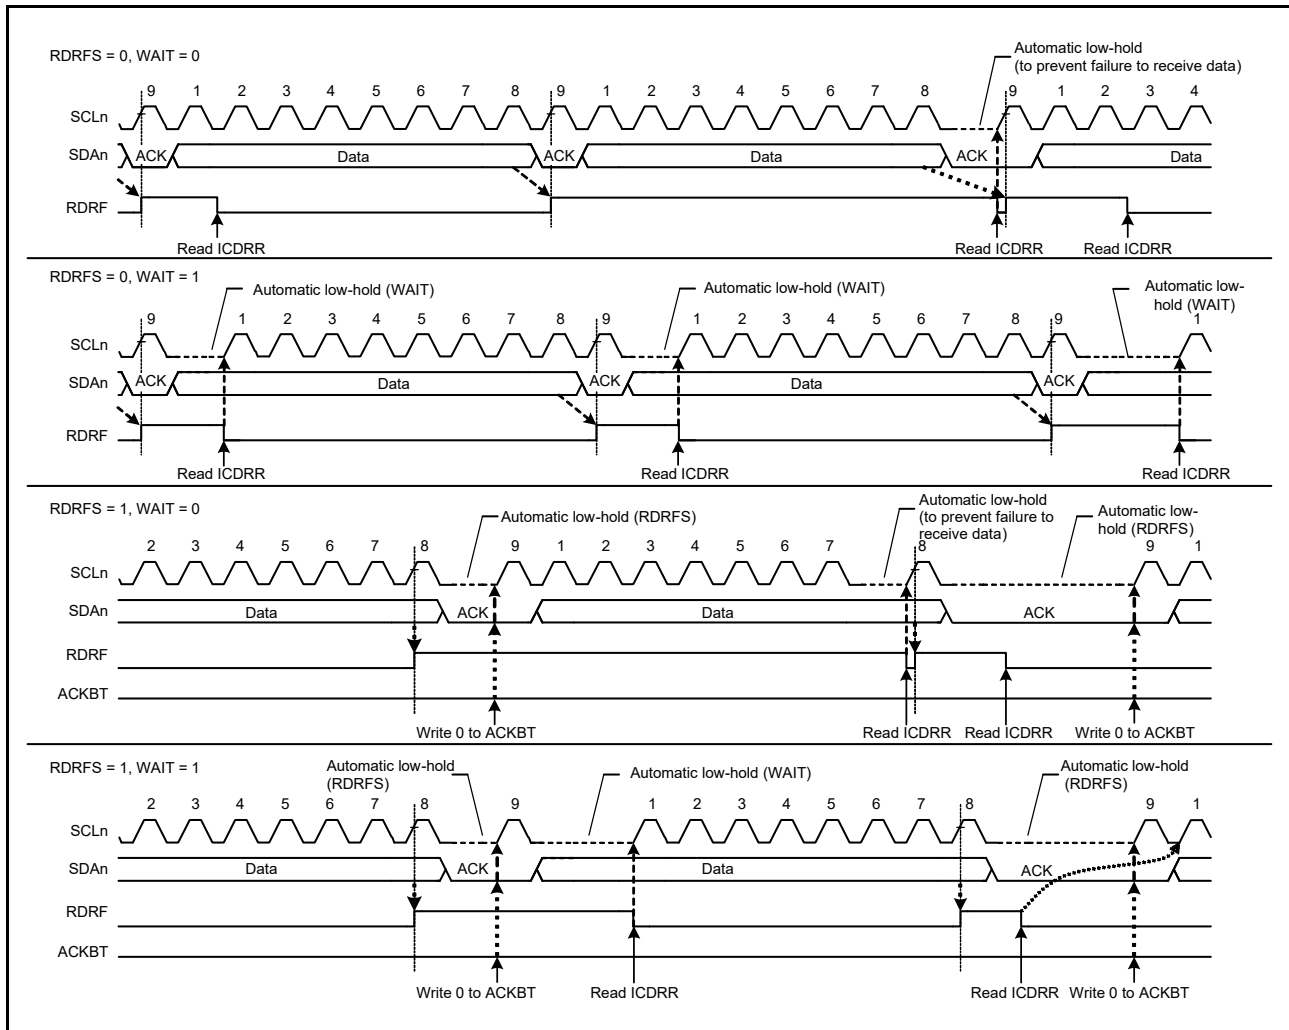 RDRFS = 0, WAIT = 0
Automatic low-hold
(to prevent failure to receive data)
9 1 2 3 4 5 6 7 8 9 1 2 3 4 5 6 7 8 9 1 2 3 4
SCLn
SDAn ACK Data ACK Data ACK Data
RDRF
Read ICDRR Read ICDRR Read ICDRR
RDRFS = 0, WAIT = 1
Automatic low-hold (WAIT) Automatic low-hold (WAIT) Automatic low-
hold (WAIT)
9 1 2 3 4 5 6 7 8 9 1 2 3 4 5 6 7 8 9 1
SCLn
SDAn ACK Data ACK Data ACK
RDRF
Read ICDRR Read ICDRR Read ICDRR
RDRFS = 1, WAIT = 0
Automatic low-hold (RDRFS)
Automatic low-hold
(to prevent failure to
receive data)
Automatic low-
hold (RDRFS)
2 3 4 5 6 7 8 9 1 2 3 4 5 6 7 8 9 1
SCLn
SDAn Data ACK Data ACK
RDRF
ACKBT
Write 0 to ACKBT Read ICDRR Read ICDRR Write 0 to ACKBT
RDRFS = 1, WAIT = 1
Automatic low-hold
(RDRFS)
Automatic low-hold (WAIT)
Automatic low-hold
(RDRFS)
2 3 4 5 6 7 8 9 1 2 3 4 5 6 7 8 9 1
SCLn
SDAn Data ACK Data ACK
RDRF
ACKBT
Write 0 to ACKBT Read ICDRR Read ICDRR Write 0 to ACKBT